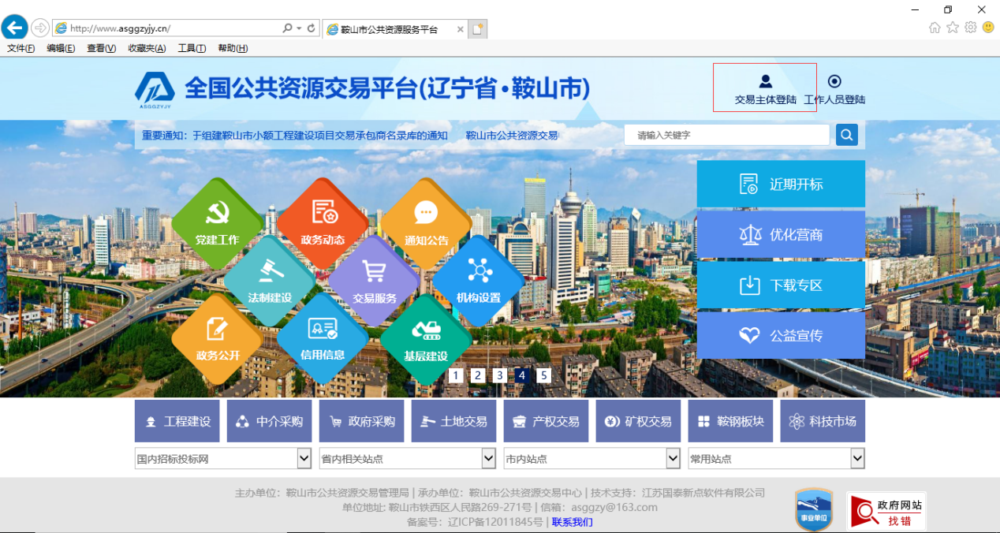 http://www.asggzyjy.cn/
鞍山市公共资源服务平台
文件(F) 编辑(E) 查看(V) 收藏夹(A) 工具(T) 帮助(H)
ASGGZYJY
全国公共资源交易平台(辽宁省·鞍山市)
交易主体登陆 工作人员登陆
重要通知：于组建鞍山市小额工程建设项目交易承包商名录库的通知 鞍山市公共资源交易
请输入关键字
近期开标
优化营商
下载专区
公益宣传
党建工作 政务动态 通知公告
法制建设 交易服务 机构设置
政务公开 信用信息 基层建设
1 2 3 4 5
工程建设 中介采购 政府采购 土地交易 产权交易 矿权交易 鞍钢板块 科技市场
国内招标投标网 省内相关站点 市内站点 常用站点
主办单位：鞍山市公共资源交易管理局 | 承办单位：鞍山市公共资源交易中心 | 技术支持：江苏国泰新点软件有限公司
单位地址: 鞍山市铁西区人民路269-271号 | 信箱：asggzy@163.com
备案号：辽ICP备12011845号 | 联系我们
事业单位
政府网站
找错